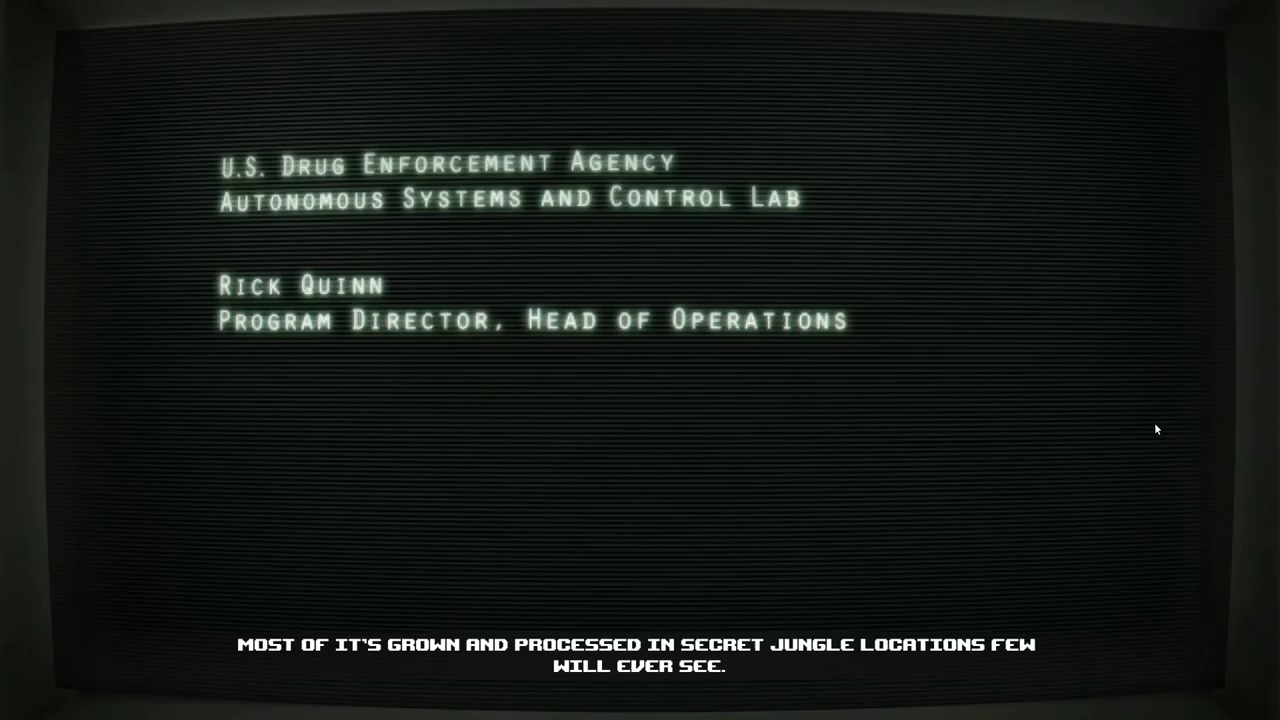 U.S. Drug Enforcement Agency
Autonomous Systems and Control Lab
Rick Quinn
Program Director, Head of Operations
MOST OF IT'S GROWN AND PROCESSED IN SECRET JUNGLE LOCATIONS FEW
WILL EVER SEE.